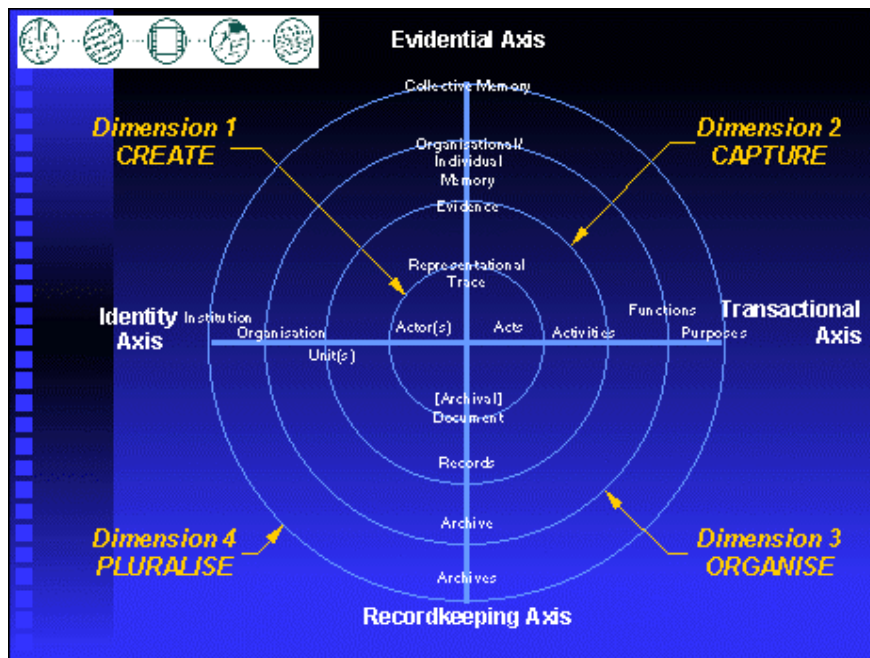 Evidential Axis
Collective Memory
Dimension 1
CREATE
Dimension 2
CAPTURE
Organisational/
Individual
Memory
Evidence
Representational
Trace
Identity
Axis
Institution
Organisation
Unit(s)
Actor(s)
Acts
Activities
Functions
Purposes
Transactional
Axis
[Archival]
Document
Records
Archive
Archives
Dimension 4
PLURALISE
Dimension 3
ORGANISE
Recordkeeping Axis